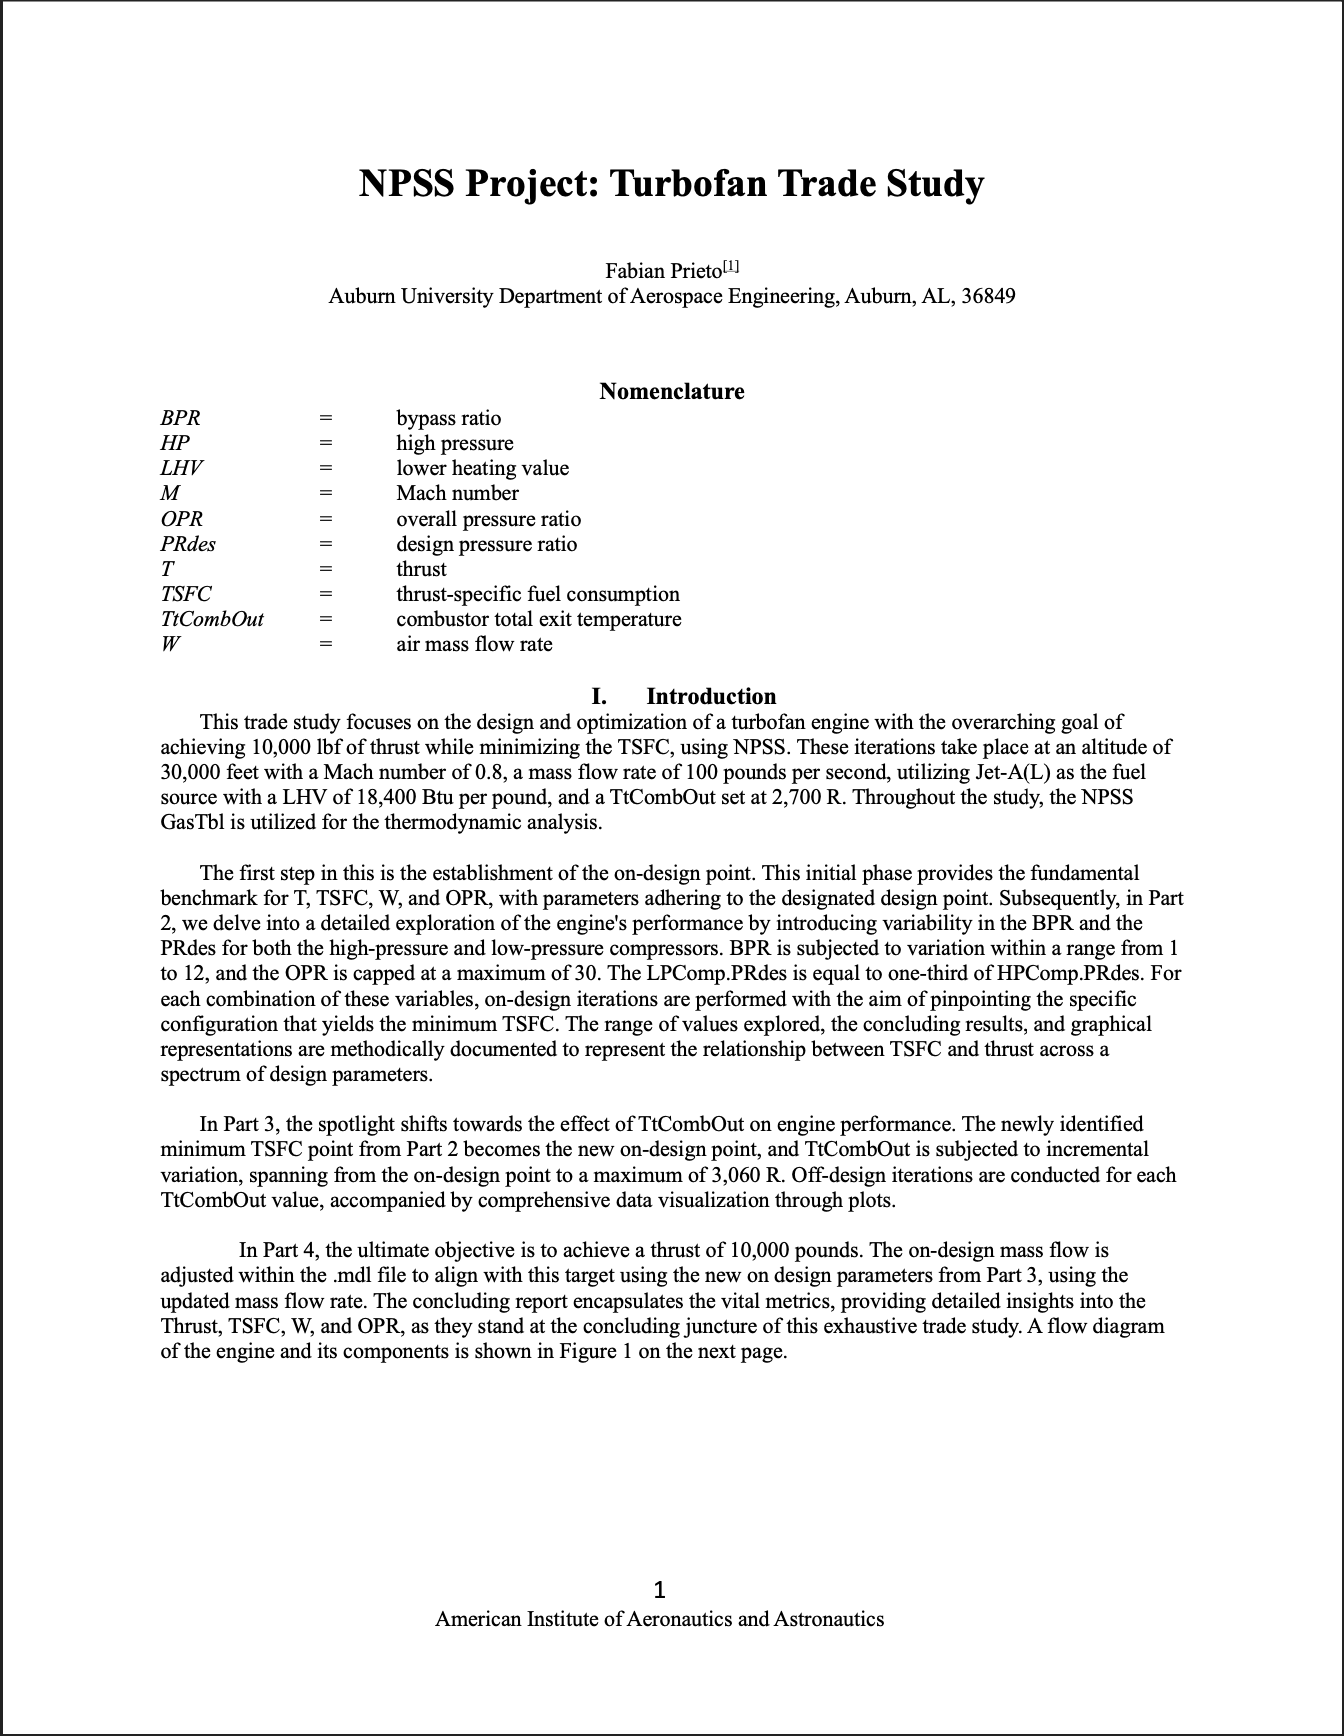 NPSS Project: Turbofan Trade Study
Fabian Prieto[1]
Auburn University Department of Aerospace Engineering, Auburn, AL, 36849
Nomenclature
BPR = bypass ratio
HP = high pressure
LHV = lower heating value
M = Mach number
OPR = overall pressure ratio
PRdes = design pressure ratio
T = thrust
TSFC = thrust-specific fuel consumption
TtCombOut = combustor total exit temperature
W = air mass flow rate
I. Introduction
This trade study focuses on the design and optimization of a turbofan engine with the overarching goal of
achieving 10,000 lbf of thrust while minimizing the TSFC, using NPSS. These iterations take place at an altitude of
30,000 feet with a Mach number of 0.8, a mass flow rate of 100 pounds per second, utilizing Jet-A(L) as the fuel
source with a LHV of 18,400 Btu per pound, and a TtCombOut set at 2,700 R. Throughout the study, the NPSS
GasTbl is utilized for the thermodynamic analysis.
The first step in this is the establishment of the on-design point. This initial phase provides the fundamental
benchmark for T, TSFC, W, and OPR, with parameters adhering to the designated design point. Subsequently, in Part
2, we delve into a detailed exploration of the engine's performance by introducing variability in the BPR and the
PRdes for both the high-pressure and low-pressure compressors. BPR is subjected to variation within a range from 1
to 12, and the OPR is capped at a maximum of 30. The LPComp.PRdes is equal to one-third of HPComp.PRdes. For
each combination of these variables, on-design iterations are performed with the aim of pinpointing the specific
configuration that yields the minimum TSFC. The range of values explored, the concluding results, and graphical
representations are methodically documented to represent the relationship between TSFC and thrust across a
spectrum of design parameters.
In Part 3, the spotlight shifts towards the effect of TtCombOut on engine performance. The newly identified
minimum TSFC point from Part 2 becomes the new on-design point, and TtCombOut is subjected to incremental
variation, spanning from the on-design point to a maximum of 3,060 R. Off-design iterations are conducted for each
TtCombOut value, accompanied by comprehensive data visualization through plots.
In Part 4, the ultimate objective is to achieve a thrust of 10,000 pounds. The on-design mass flow is
adjusted within the .mdl file to align with this target using the new on design parameters from Part 3, using the
updated mass flow rate. The concluding report encapsulates the vital metrics, providing detailed insights into the
Thrust, TSFC, W, and OPR, as they stand at the concluding juncture of this exhaustive trade study. A flow diagram
of the engine and its components is shown in Figure 1 on the next page.
1
American Institute of Aeronautics and Astronautics